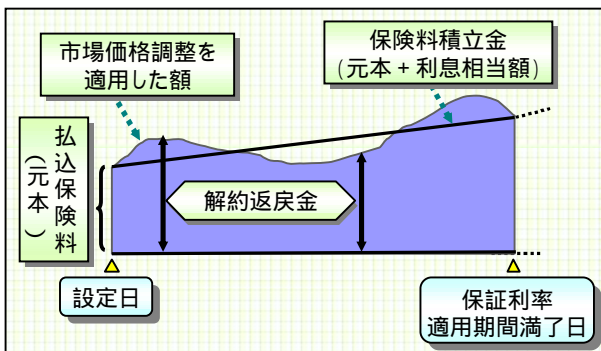 市場価格調整を
適用した額
保険料積立金
(元本+利息相当額)
払込保険料
(元本)
解約返戻金
設定日
保証利率
適用期間満了日